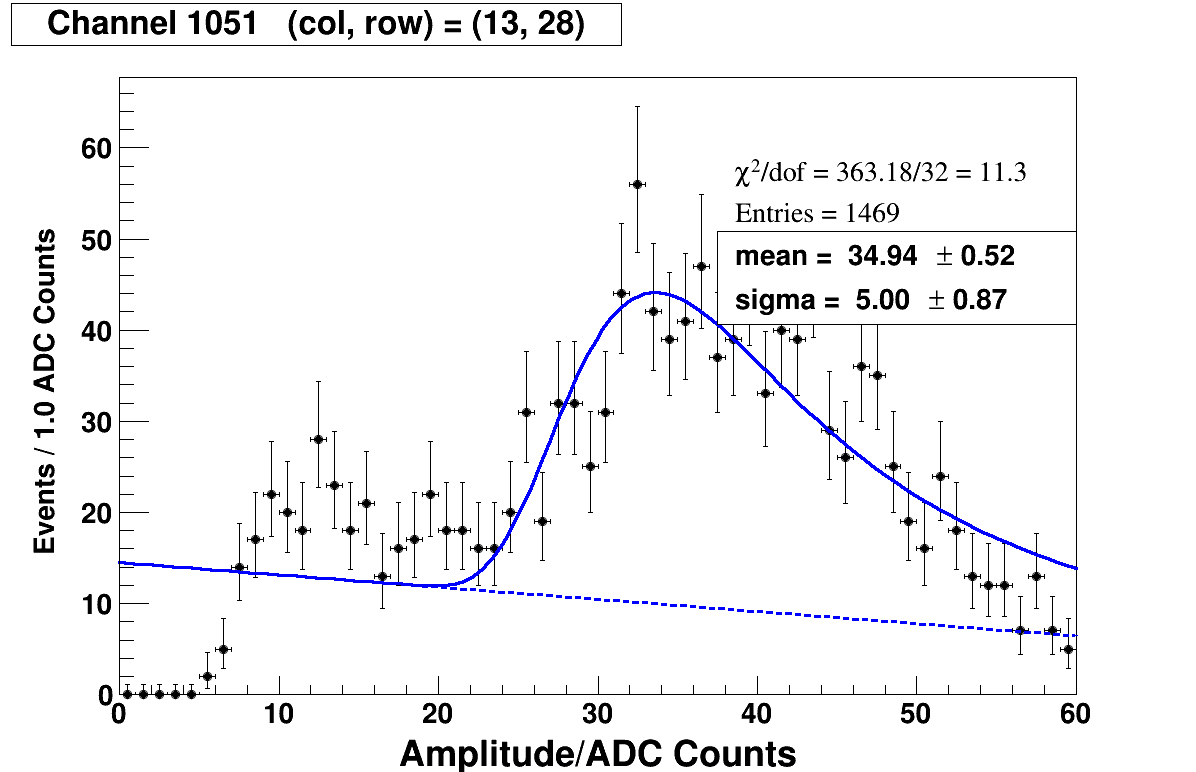 Channel 1051 (col, row) = (13, 28)
χ²/dof = 363.18/32 = 11.3
Entries = 1469
mean = 34.94 ± 0.52
sigma = 5.00 ± 0.87
Events / 1.0 ADC Counts
60
50
40
30
20
10
0
0 10 20 30 40 50 60
Amplitude/ADC Counts